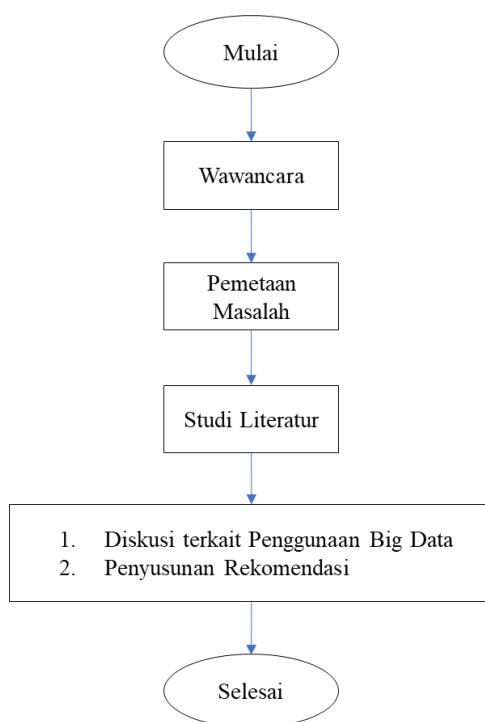 Mulai
Wawancara
Pemetaan
Masalah
Studi Literatur
1. Diskusi terkait Penggunaan Big Data
2. Penyusunan Rekomendasi
Selesai